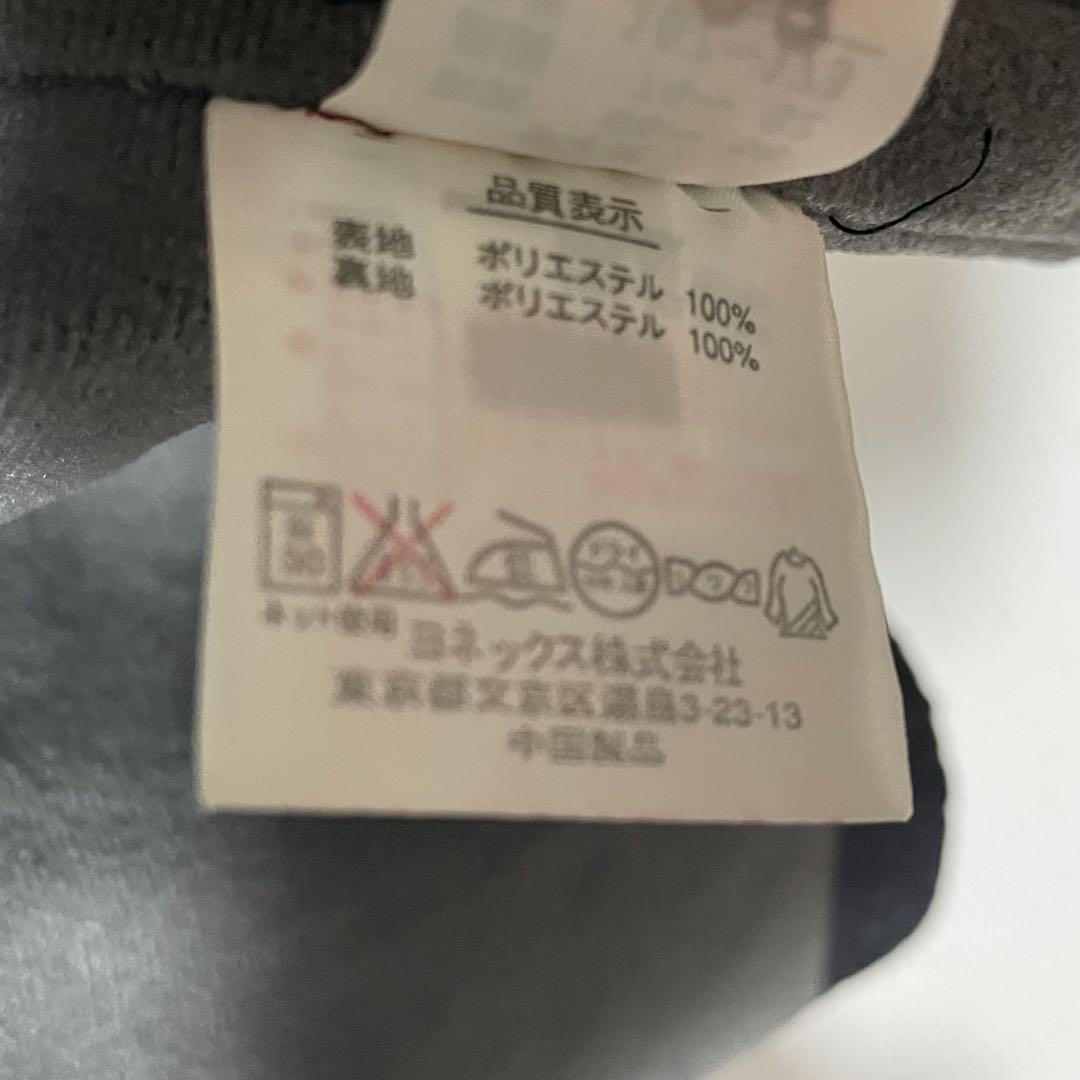 品質表示
表地 ポリエステル 100%
裏地 ポリエステル 100%
ネット使用
ヨネックス株式会社
東京都文京区湯島3-23-13
中国製品